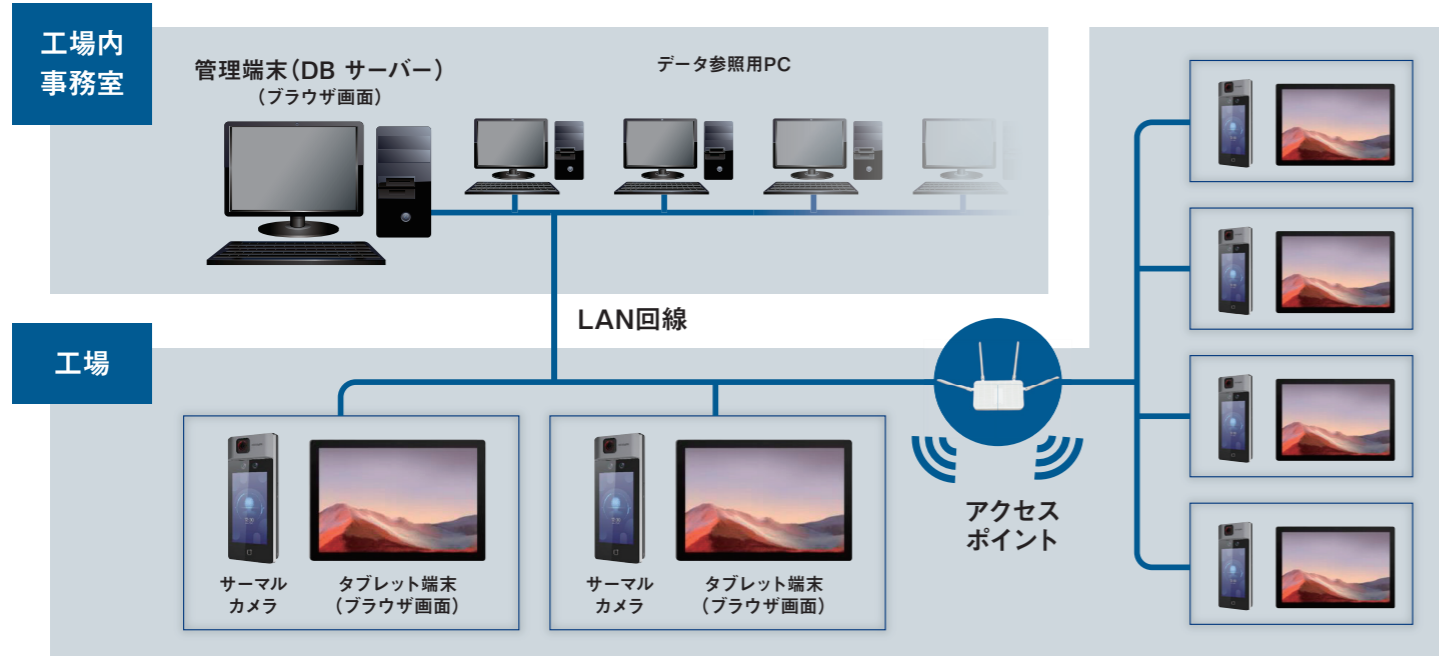 工場内
事務室
管理端末(DB サーバー)
(ブラウザ画面)
データ参照用PC
LAN回線
工場
アクセス
ポイント
サーマル
カメラ
タブレット端末
(ブラウザ画面)
サーマル
カメラ
タブレット端末
(ブラウザ画面)